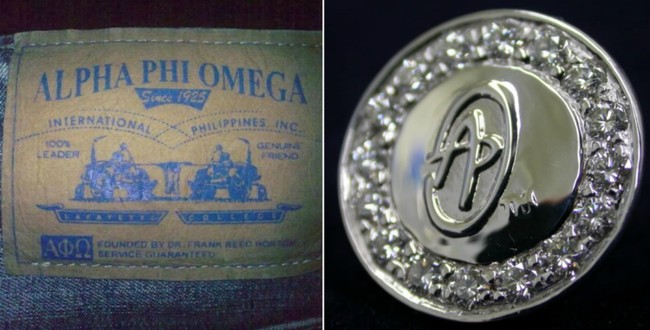 ALPHA PHI OMEGA
Since 1925
INTERNATIONAL PHILIPPINES, INC.
100% LEADER
GENUINE FRIEND
LAFAYETTE COLLEGE
ΑΦΩ
FOUNDED BY DR. FRANK REED HORTON
SERVICE GUARANTEED
APO